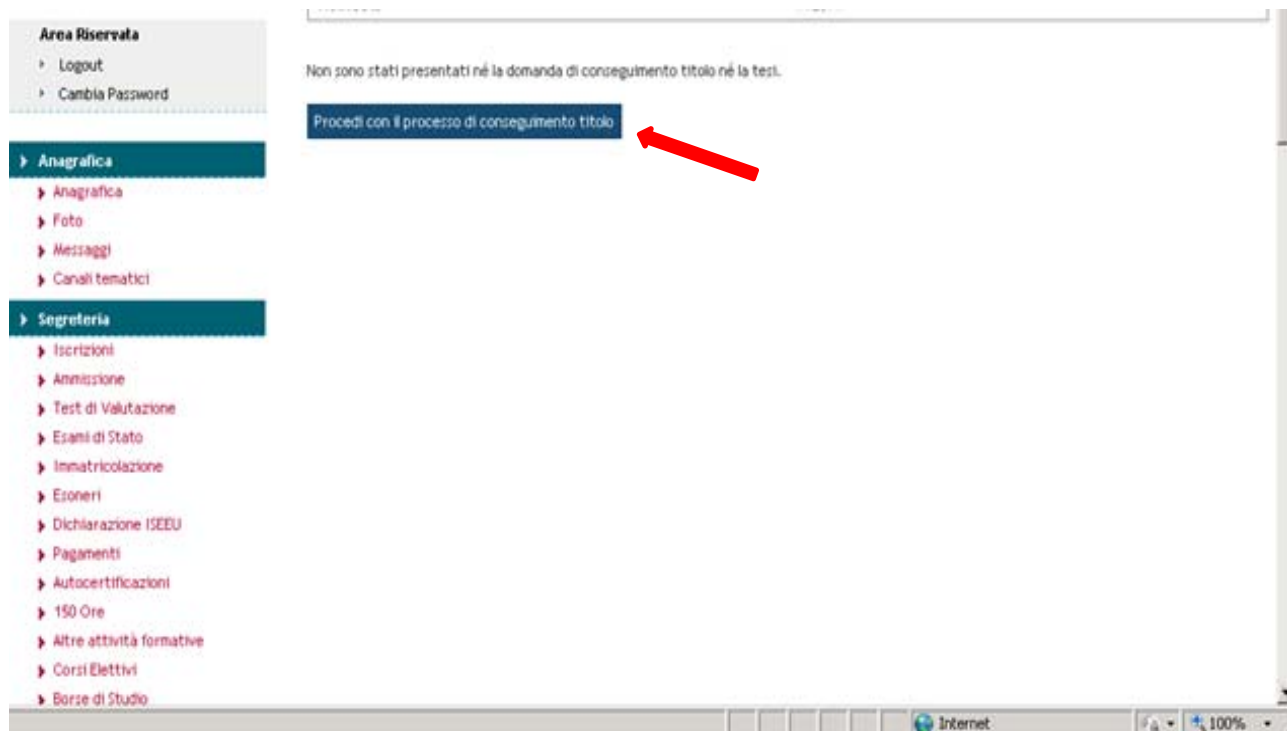 Area Riservata
Logout
Cambia Password
Anagrafica
Anagrafica
Foto
Messaggi
Canali tematici
Segreteria
Iscrizioni
Ammissione
Test di Valutazione
Esami di Stato
Immatricolazione
Esoneri
Dichiarazione ISEEU
Pagamenti
Autocertificazioni
150 Ore
Altre attività formative
Corsi Elettivi
Borse di Studio
Non sono stati presentati né la domanda di conseguimento titolo né la tesi.
Procedi con il processo di conseguimento titolo
Internet
100%